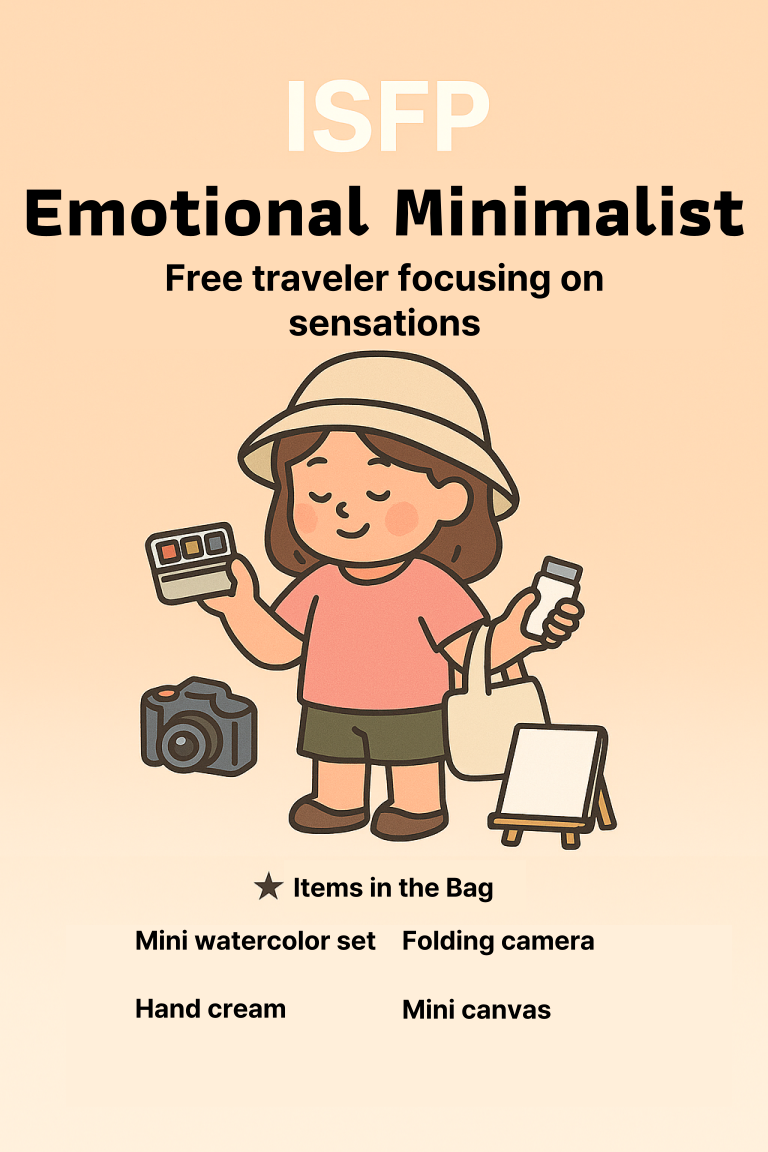 ISFP
Emotional Minimalist
Free traveler focusing on
sensations
★ Items in the Bag
Mini watercolor set Folding camera
Hand cream Mini canvas